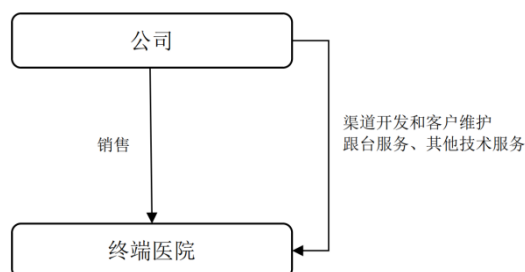 公司
销售
渠道开发和客户维护
跟台服务、其他技术服务
终端医院